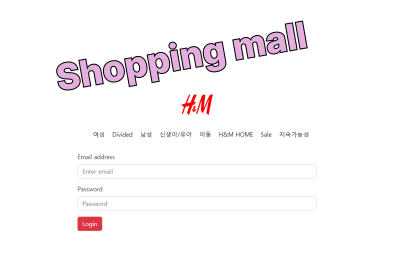 Shopping mall
H&M
여성 Divided 남성 신생아/유아 아동 H&M HOME Sale 지속가능성
Email address
Enter email
Password
Password
Login